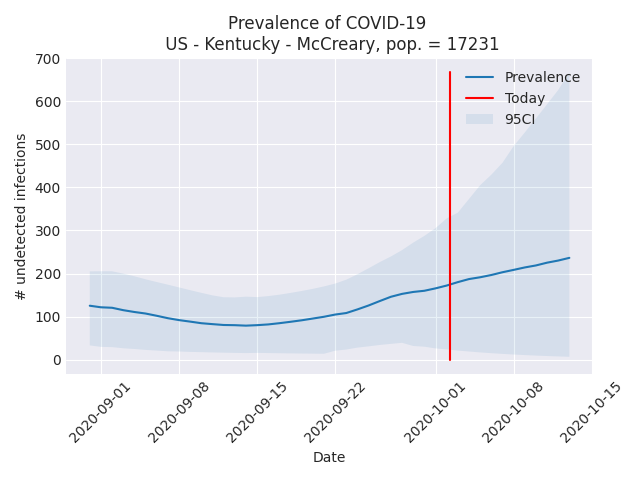 Prevalence of COVID-19
US - Kentucky - McCreary, pop. = 17231
700
600
500
400
300
200
100
0
# undetected infections
Prevalence
Today
95CI
2020-09-01
2020-09-08
2020-09-15
2020-09-22
2020-10-01
2020-10-08
2020-10-15
Date